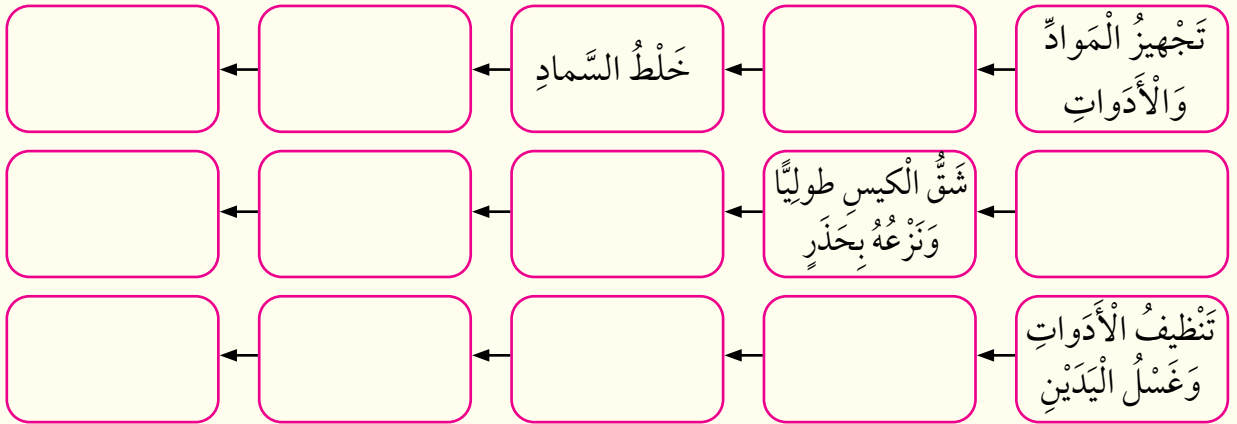 تَجْهيزُ الْمَوادِّ
وَالْأَدَواتِ
خَلْطُ السَّمادِ
شَقُّ الْكيسِ طولِيًّا
وَنَزْعُهُ بِحَذَرٍ
تَنْظيفُ الْأَدَواتِ
وَغَسْلُ الْيَدَيْنِ